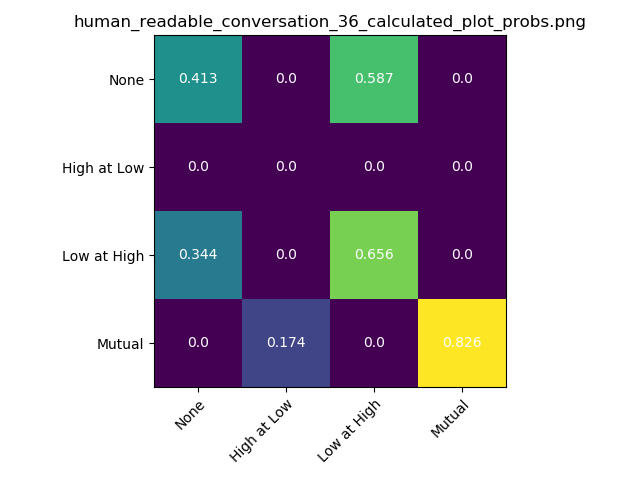 human_readable_conversation_36_calculated_plot_probs.png
None 0.413 0.0 0.587 0.0
High at Low 0.0 0.0 0.0 0.0
Low at High 0.344 0.0 0.656 0.0
Mutual 0.0 0.174 0.0 0.826
None High at Low Low at High Mutual